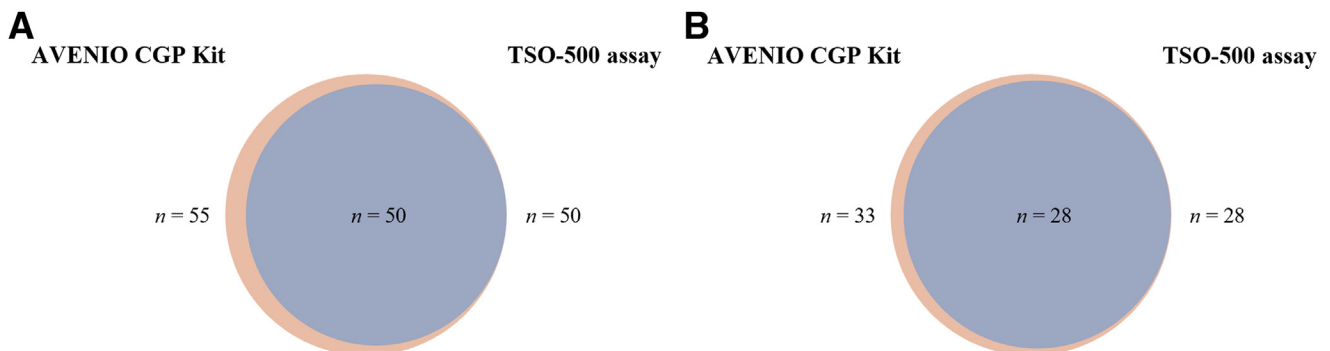 A
AVENIO CGP Kit
TSO-500 assay
n = 55
n = 50
n = 50
B
AVENIO CGP Kit
TSO-500 assay
n = 33
n = 28
n = 28